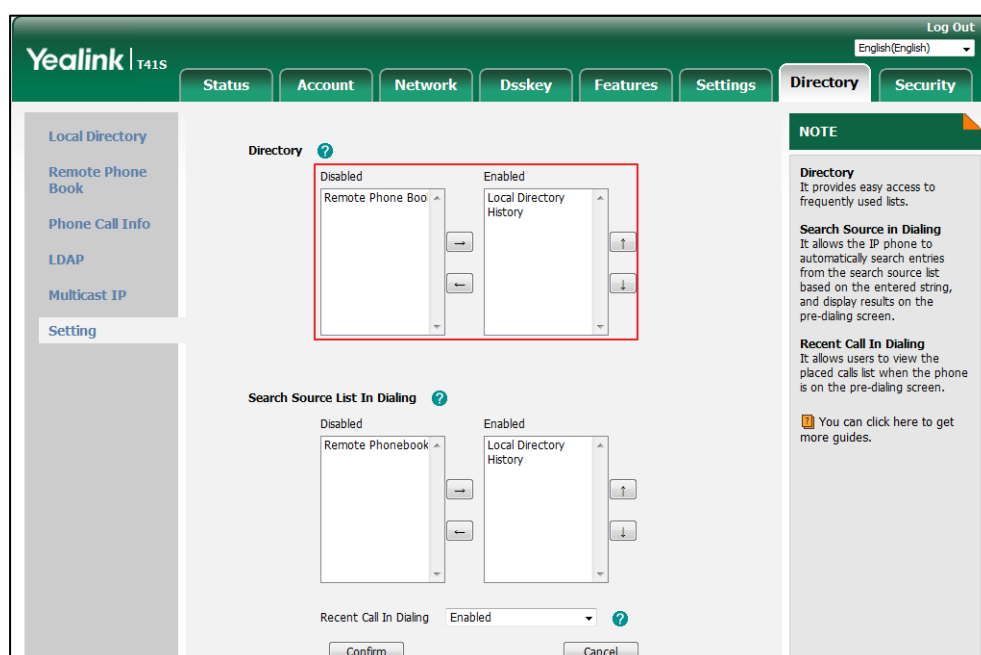 Log Out
English(English)
Yealink | T41S
Status Account Network Dsskey Features Settings Directory Security
Local Directory
Remote Phone
Book
Phone Call Info
LDAP
Multicast IP
Setting
Directory ?
Disabled Enabled
Remote Phone Boo Local Directory
History
→ ↑
← ↓
Search Source List In Dialing ?
Disabled Enabled
Remote Phonebook Local Directory
History
→ ↑
← ↓
Recent Call In Dialing Enabled ?
Confirm Cancel
NOTE
Directory
It provides easy access to
frequently used lists.
Search Source in Dialing
It allows the IP phone to
automatically search entries
from the search source list
based on the entered string,
and display results on the
pre-dialing screen.
Recent Call In Dialing
It allows users to view the
placed calls list when the phone
is on the pre-dialing screen.
? You can click here to get
more guides.